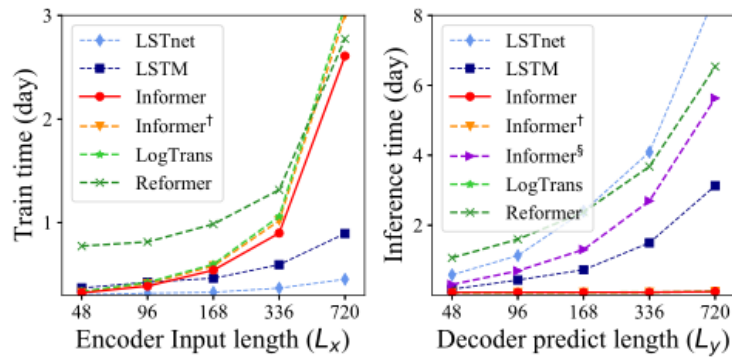 3
2
1
Train time (day)
LSTnet
LSTM
Informer
Informer†
LogTrans
Reformer
48 96 168 336 720
Encoder Input length (Lx)
8
6
4
2
Inference time (day)
LSTnet
LSTM
Informer
Informer†
Informer§
LogTrans
Reformer
48 96 168 336 720
Decoder predict length (Ly)